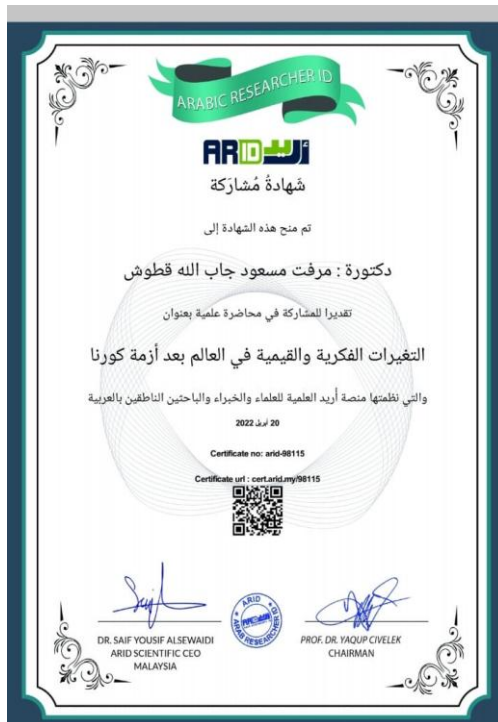 ARABIC RESEARCHER ID
ARID أريد
شَهادةُ مُشارَكة
تم منح هذه الشهادة إلى
دكتورة : مرفت مسعود جاب الله قطوش
تقديرا للمشاركة في محاضرة علمية بعنوان
التغيرات الفكرية والقيمية في العالم بعد أزمة كورنا
والتي نظمتها منصة أريد العلمية للعلماء والخبراء والباحثين الناطقين بالعربية
20 أبريل 2022
Certificate no: arid-98115
Certificate url : cert.arid.my/98115
DR. SAIF YOUSIF ALSEWAIDI
ARID SCIENTIFIC CEO
MALAYSIA
ARID
ARAB RESEARCHER ID
PROF. DR. YAQUP CIVELEK
CHAIRMAN